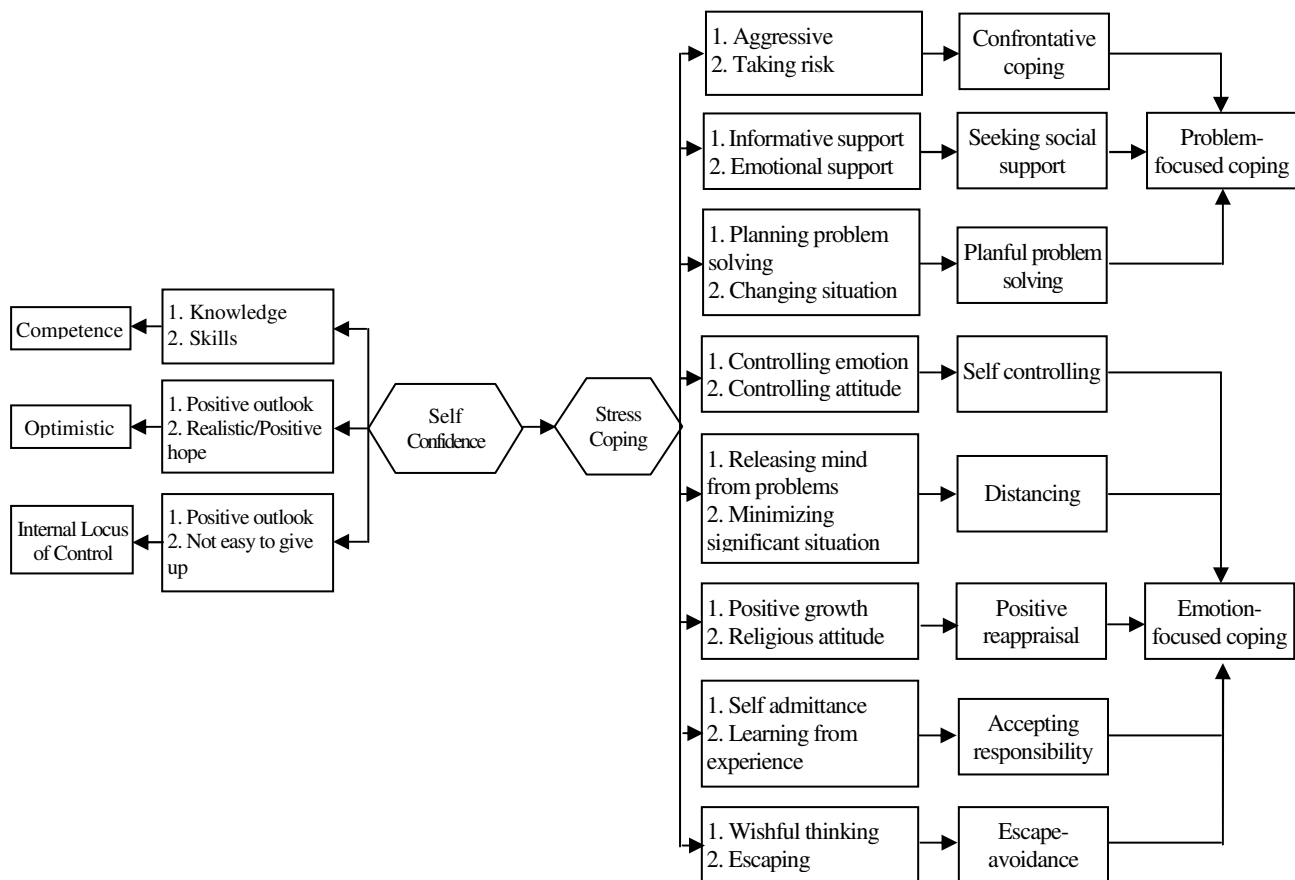 1. Aggressive
2. Taking risk
Confrontative
coping
1. Informative support
2. Emotional support
Seeking social
support
Problem-
focused coping
1. Planning problem
solving
2. Changing situation
Planful problem
solving
Competence
1. Knowledge
2. Skills
Optimistic
1. Positive outlook
2. Realistic/Positive
hope
Internal Locus
of Control
1. Positive outlook
2. Not easy to give
up
Self
Confidence
Stress
Coping
1. Controlling emotion
2. Controlling attitude
Self controlling
1. Releasing mind
from problems
2. Minimizing
significant situation
Distancing
1. Positive growth
2. Religious attitude
Positive
reappraisal
Emotion-
focused coping
1. Self admittance
2. Learning from
experience
Accepting
responsibility
1. Wishful thinking
2. Escaping
Escape-
avoidance